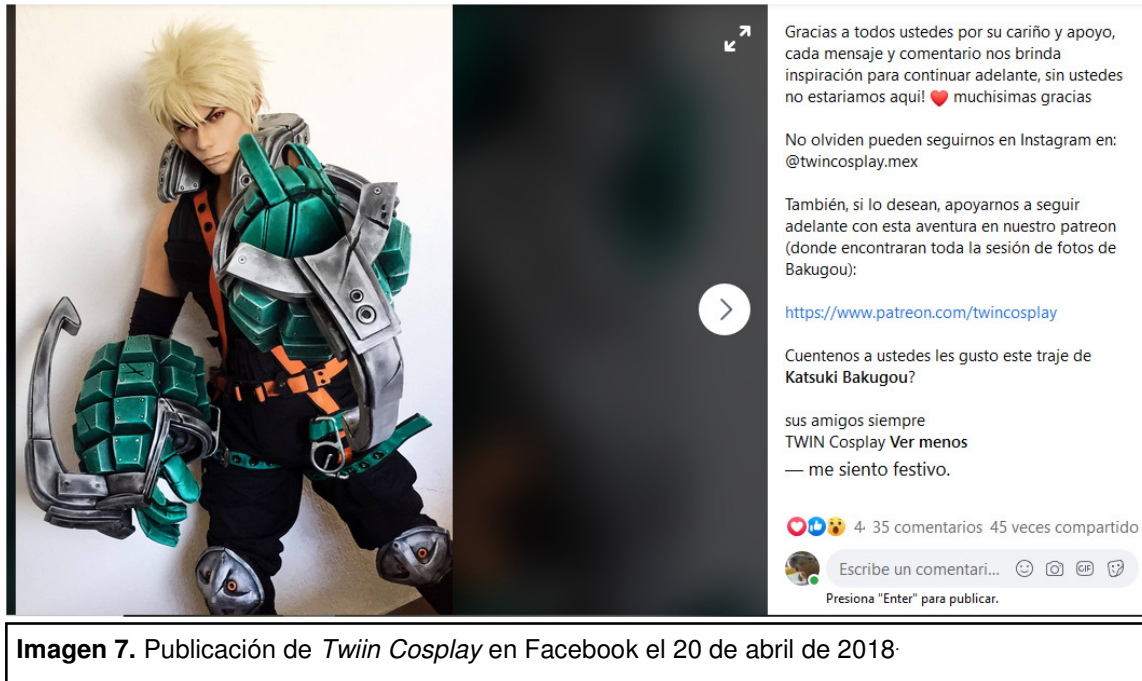 Gracias a todos ustedes por su cariño y apoyo,
cada mensaje y comentario nos brinda
inspiración para continuar adelante, sin ustedes
no estariamos aqui! ❤️ muchisimas gracias
No olviden pueden seguirnos en Instagram en:
@twincosplay.mex
También, si lo desean, apoyarnos a seguir
adelante con esta aventura en nuestro patreon
(donde encontraran toda la sesión de fotos de
Bakugou):
https://www.patreon.com/twincosplay
Cuentenos a ustedes les gusto este traje de
Katsuki Bakugou?
sus amigos siempre
TWIN Cosplay Ver menos
— me siento festivo.
4 35 comentarios 45 veces compartido
Escribe un comentari... GIF
Presiona "Enter" para publicar.
Imagen 7. Publicación de Twiin Cosplay en Facebook el 20 de abril de 2018.